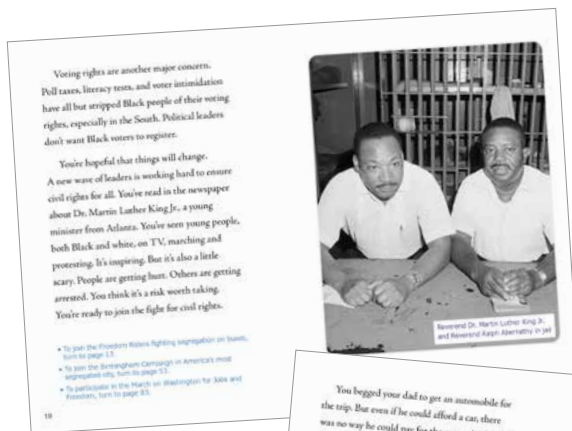 Voting rights are another major concern.
Poll taxes, literacy tests, and voter intimidation
have all but stripped Black people of their voting
rights, especially in the South. Political leaders
don't want Black voters to register.
You're hopeful that things will change.
A new wave of leaders is working hard to ensure
civil rights for all. You've read in the newspaper
about Dr. Martin Luther King Jr., a young
minister from Atlanta. You've seen young people,
both Black and white, on TV, marching and
protesting. It's inspiring. But it's also a little
scary. People are getting hurt. Others are getting
arrested. You think it's a risk worth taking.
You're ready to join the fight for civil rights.
• To join the Freedom Riders fighting segregation on buses,
turn to page 13.
• To join the Birmingham Campaign in America's most
segregated city, turn to page 53.
• To participate in the March on Washington for Jobs and
Freedom, turn to page 83.
10
Reverend Dr. Martin Luther King Jr.
and Reverend Ralph Abernathy in jail
You begged your dad to get an automobile for
the trip. But even if he could afford a car, there
was no way he could pay for the